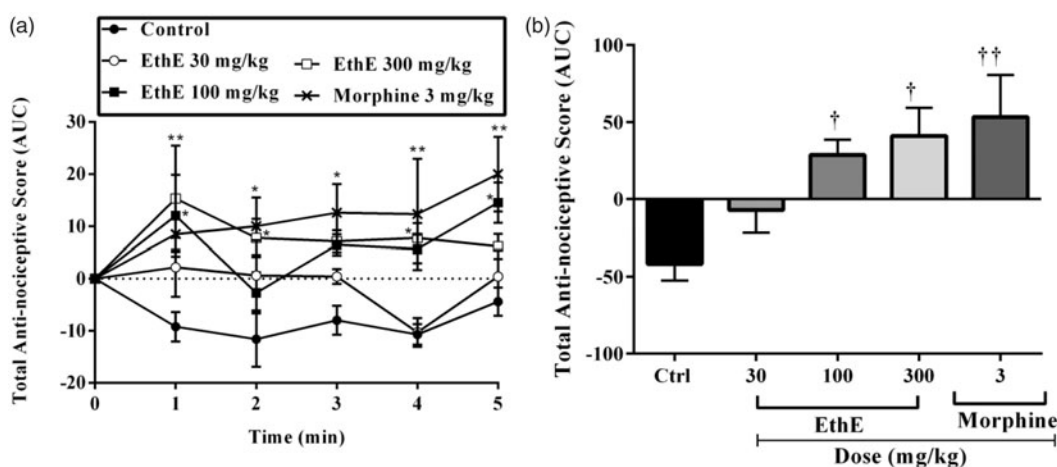 (a)
Control
EthE 30 mg/kg
EthE 300 mg/kg
EthE 100 mg/kg
Morphine 3 mg/kg
Total Anti-nociceptive Score (AUC)
30
20
10
0
-10
-20
**
*
*
*
*
**
*
**
*
0 1 2 3 4 5
Time (min)
(b)
Total Anti-nociceptive Score (AUC)
100
50
0
-50
-100
†
†
††
Ctrl 30 100 300 3
EthE Morphine
Dose (mg/kg)